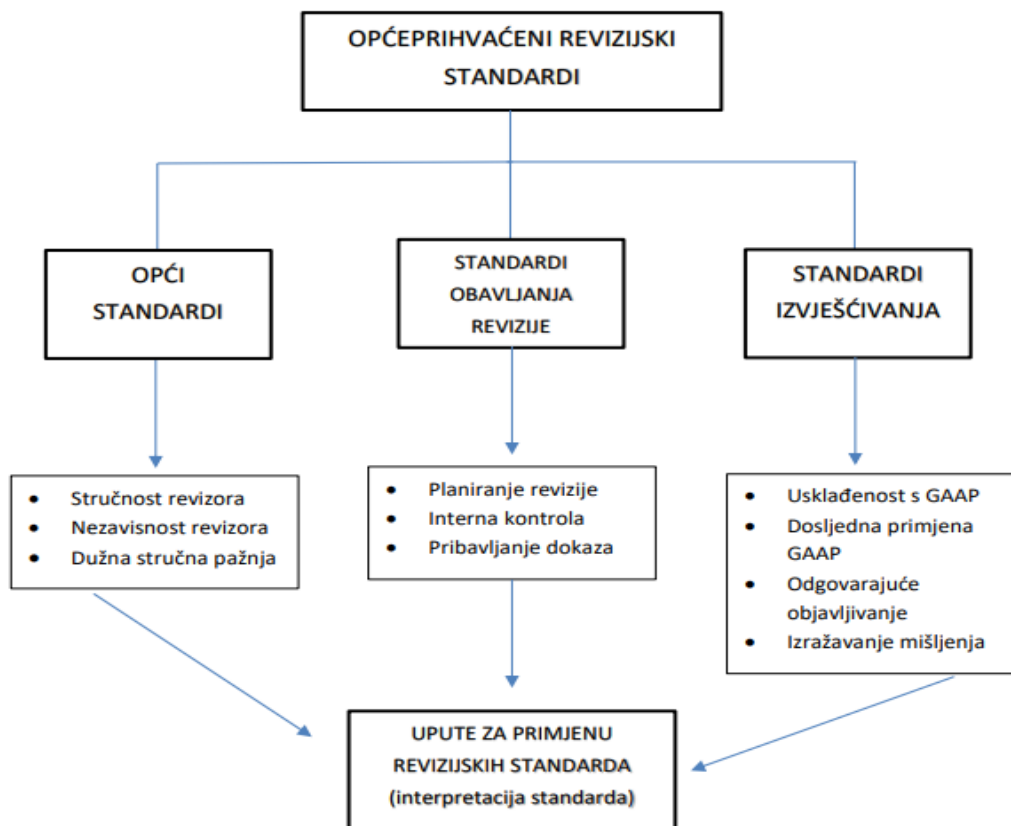 OPĆEPRIHVAĆENI REVIZIJSKI
STANDARDI
OPĆI
STANDARDI
STANDARDI
OBAVLJANJA
REVIZIJE
STANDARDI
IZVJEŠĆIVANJA
• Stručnost revizora
• Nezavisnost revizora
• Dužna stručna pažnja
• Planiranje revizije
• Interna kontrola
• Pribavljanje dokaza
• Usklađenost s GAAP
• Dosljedna primjena
GAAP
• Odgovarajuće
objavljivanje
• Izražavanje mišljenja
UPUTE ZA PRIMJENU
REVIZIJSKIH STANDARDA
(interpretacija standarda)